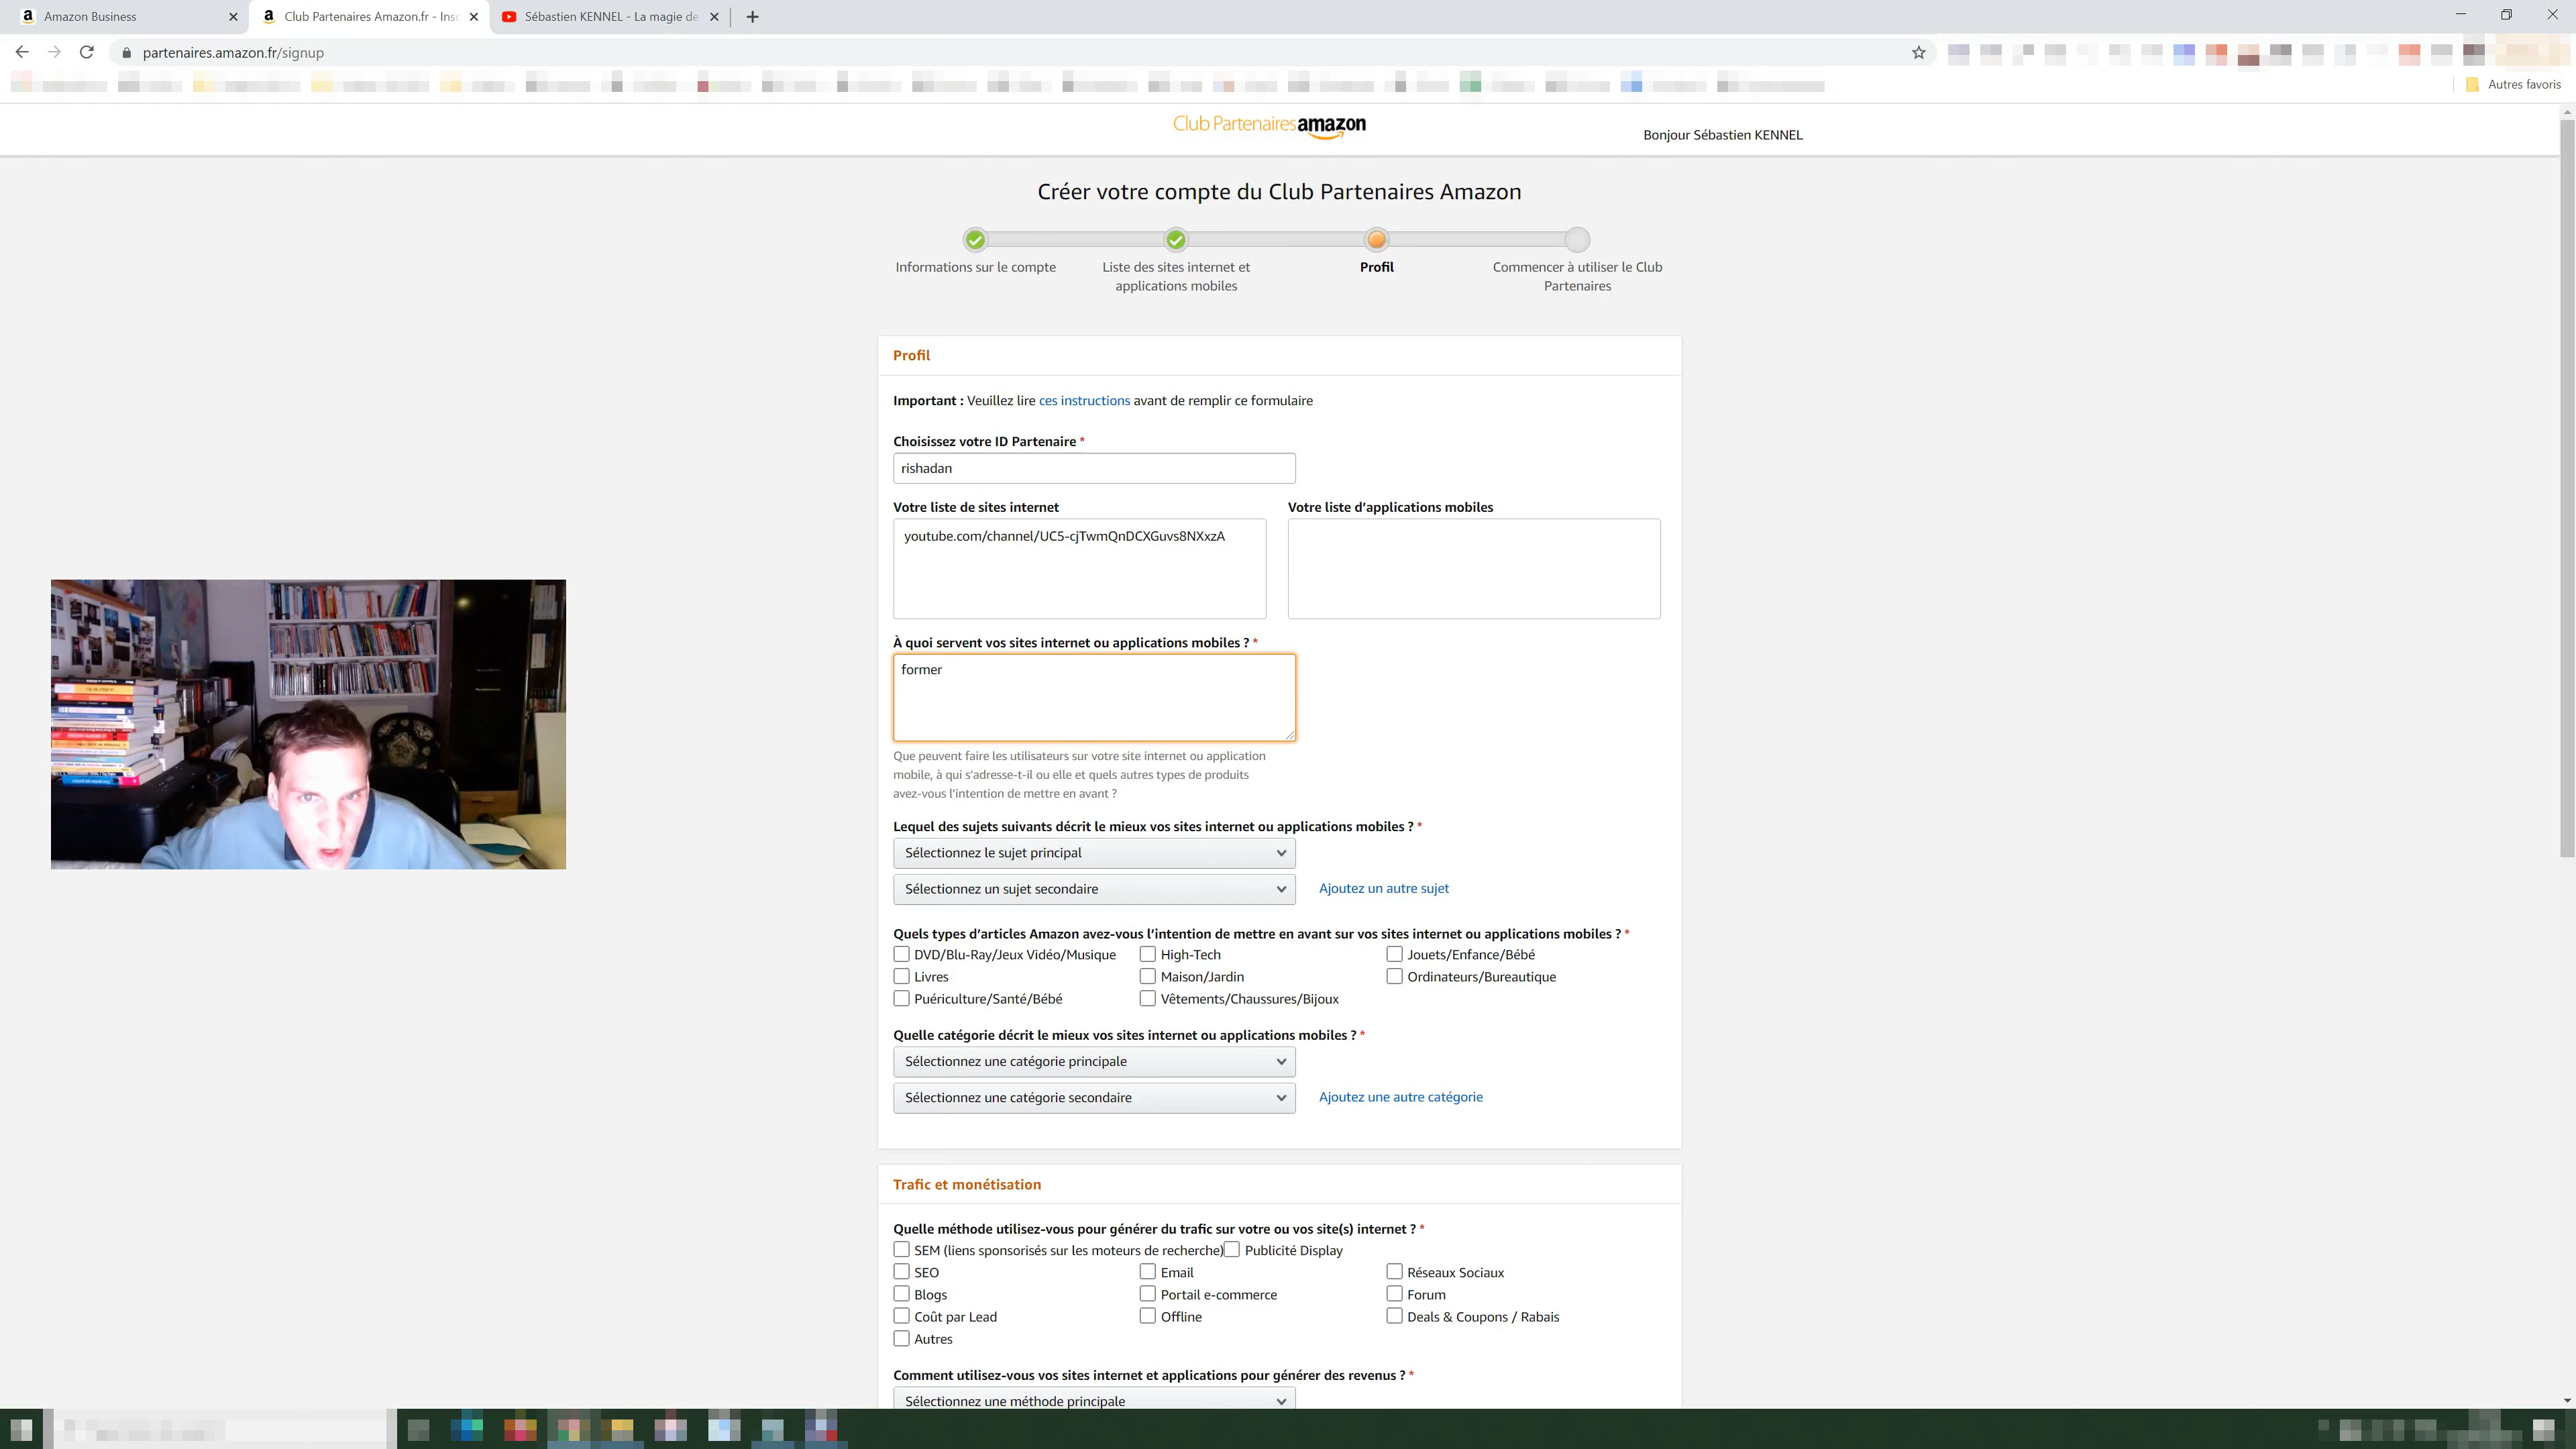 Amazon Business
Club Partenaires Amazon.fr - Insc
Sébastien KENNEL - La magie de
partenaires.amazon.fr/signup
Autres favoris
Club Partenaires amazon
Bonjour Sébastien KENNEL
Créer votre compte du Club Partenaires Amazon
Informations sur le compte
Liste des sites internet et
applications mobiles
Profil
Commencer à utiliser le Club
Partenaires
Profil
Important : Veuillez lire ces instructions avant de remplir ce formulaire
Choisissez votre ID Partenaire *
rishadan
Votre liste de sites internet
Votre liste d’applications mobiles
youtube.com/channel/UC5-cjTwmQnDCXGuvs8NXxzA
À quoi servent vos sites internet ou applications mobiles ? *
former
Que peuvent faire les utilisateurs sur votre site internet ou application
mobile, à qui s'adresse-t-il ou elle et quels autres types de produits
avez-vous l’intention de mettre en avant ?
Lequel des sujets suivants décrit le mieux vos sites internet ou applications mobiles ? *
Sélectionnez le sujet principal
Sélectionnez un sujet secondaire
Ajoutez un autre sujet
Quels types d’articles Amazon avez-vous l’intention de mettre en avant sur vos sites internet ou applications mobiles ? *
DVD/Blu-Ray/Jeux Vidéo/Musique
High-Tech
Jouets/Enfance/Bébé
Livres
Maison/Jardin
Ordinateurs/Bureautique
Puériculture/Santé/Bébé
Vêtements/Chaussures/Bijoux
Quelle catégorie décrit le mieux vos sites internet ou applications mobiles ? *
Sélectionnez une catégorie principale
Sélectionnez une catégorie secondaire
Ajoutez une autre catégorie
Trafic et monétisation
Quelle méthode utilisez-vous pour générer du trafic sur votre ou vos site(s) internet ? *
SEM (liens sponsorisés sur les moteurs de recherche)
Publicité Display
SEO
Email
Réseaux Sociaux
Blogs
Portail e-commerce
Forum
Coût par Lead
Offline
Deals & Coupons / Rabais
Autres
Comment utilisez-vous vos sites internet et applications pour générer des revenus ? *
Sélectionnez une méthode principale